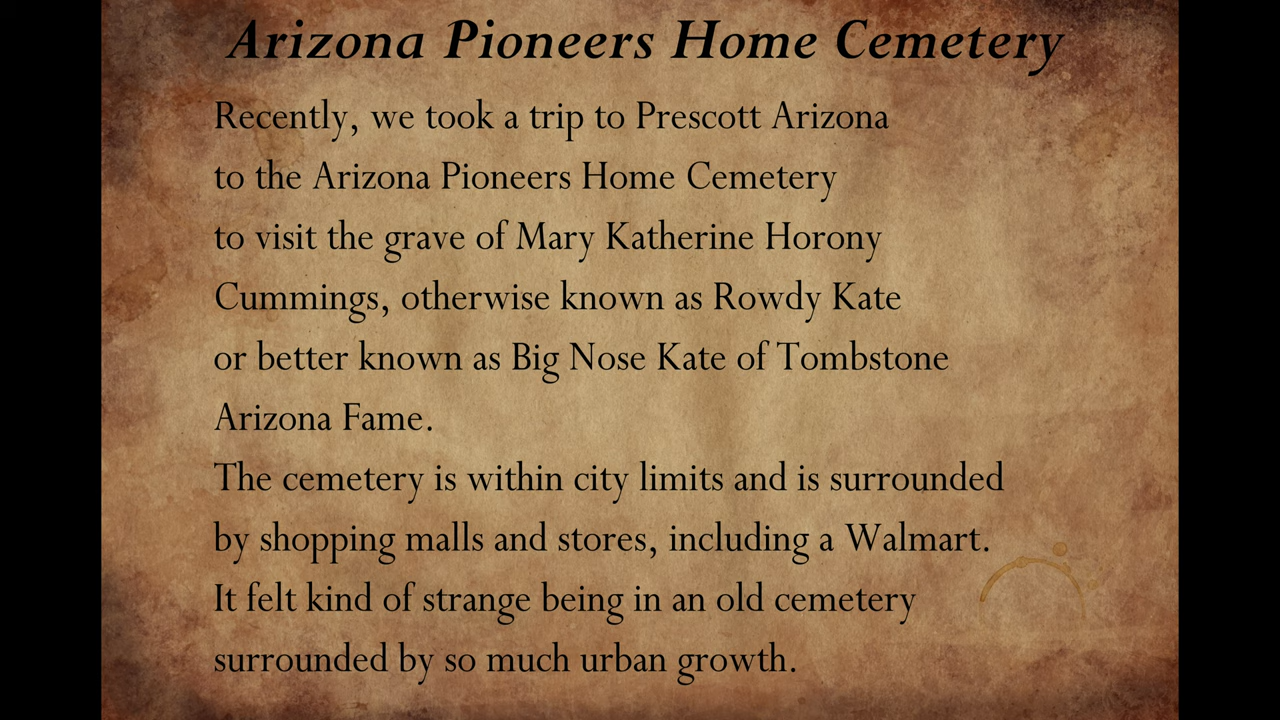 Arizona Pioneers Home Cemetery
Recently, we took a trip to Prescott Arizona
to the Arizona Pioneers Home Cemetery
to visit the grave of Mary Katherine Horony
Cummings, otherwise known as Rowdy Kate
or better known as Big Nose Kate of Tombstone
Arizona Fame.
The cemetery is within city limits and is surrounded
by shopping malls and stores, including a Walmart.
It felt kind of strange being in an old cemetery
surrounded by so much urban growth.